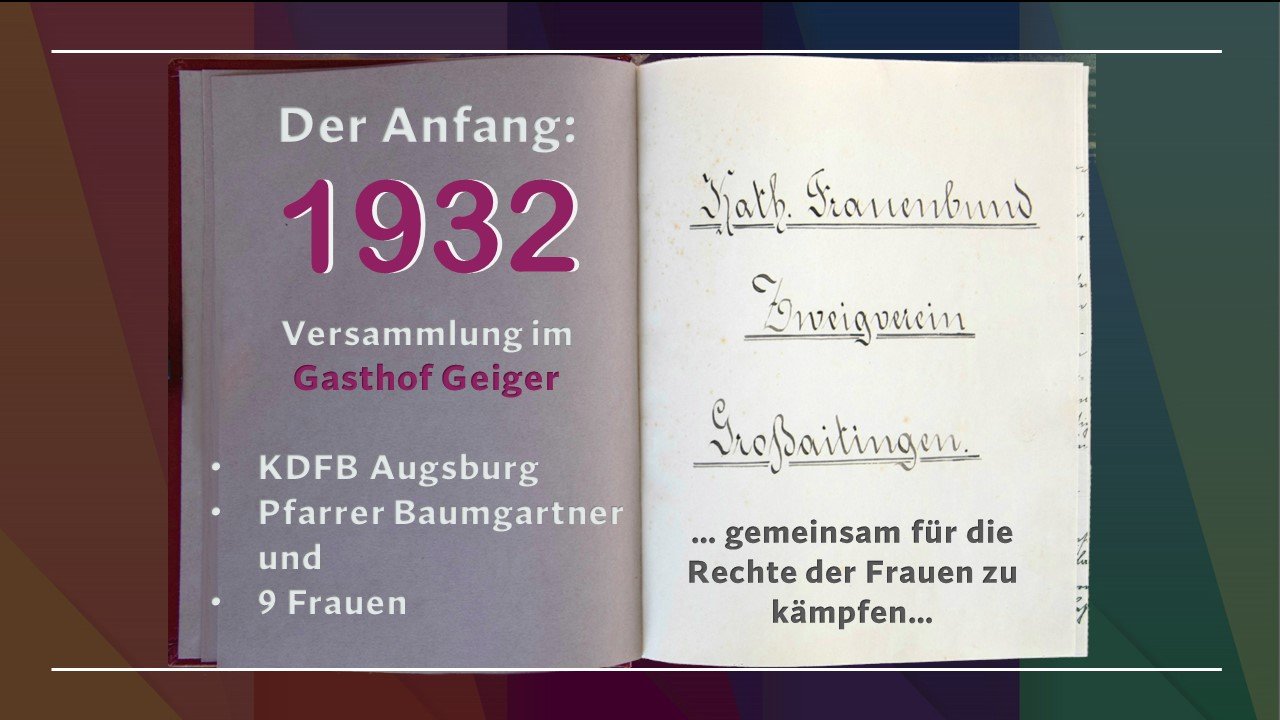 Der Anfang:
1932
Versammlung im
Gasthof Geiger
• KDFB Augsburg
• Pfarrer Baumgartner
und
• 9 Frauen
Kath. Frauenbund
Zweigverein
Großaitingen.
... gemeinsam für die
Rechte der Frauen zu
kämpfen...